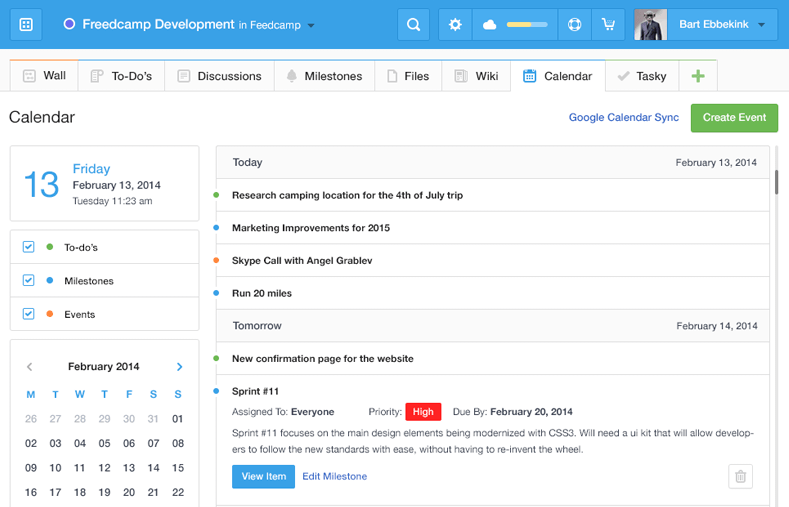 Freedcamp Development in Feedcamp
Bart Ebbekink
Wall
To-Do's
Discussions
Milestones
Files
Wiki
Calendar
Tasky
Calendar
Google Calendar Sync
Create Event
13
Friday
February 13, 2014
Tuesday 11:23 am
To-do's
Milestones
Events
February 2014
M T W T F S S
26 27 28 29 30 31 01
02 03 04 05 06 07 08
09 10 11 12 13 14 15
16 17 18 19 20 21 22
Today February 13, 2014
Research camping location for the 4th of July trip
Marketing Improvements for 2015
Skype Call with Angel Grablev
Run 20 miles
Tomorrow February 14, 2014
New confirmation page for the website
Sprint #11
Assigned To: Everyone Priority: High Due By: February 20, 2014
Sprint #11 focuses on the main design elements being modernized with CSS3. Will need a ui kit that will allow develop-
ers to follow the new standards with ease, without having to re-invent the wheel.
View Item Edit Milestone